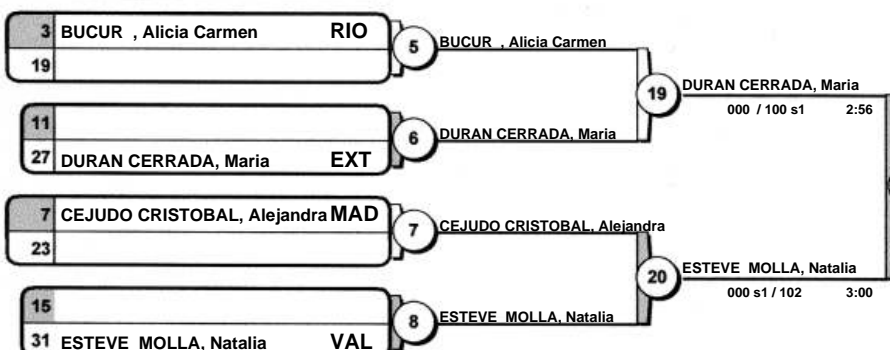 3 BUCUR , Alicia Carmen RIO
19
5
BUCUR , Alicia Carmen
19
DURAN CERRADA, Maria
000 / 100 s1 2:56
11
27 DURAN CERRADA, Maria EXT
6
DURAN CERRADA, Maria
7 CEJUDO CRISTOBAL, Alejandra MAD
23
7
CEJUDO CRISTOBAL, Alejandra
20
ESTEVE MOLLA, Natalia
000 s1 / 102 3:00
15
31 ESTEVE MOLLA, Natalia VAL
8
ESTEVE MOLLA, Natalia